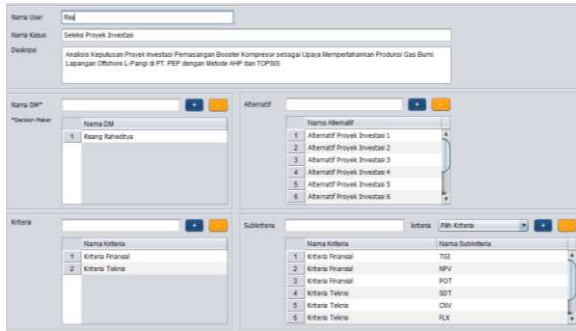 Nama User
Nama Kasus Seleksi Proyek Investasi
Deskripsi Analisis Keputusan Proyek Investasi Pemasangan Booster Kompresor sebagai Upaya Mempertahankan Produksi Gas Bumi
Lapangan Offshore L-Parigi di PT. PEP dengan Metode AHP dan TOPSIS
Nama DM* + - Alternatif + -
*Decision Maker
Nama DM
1 Raditya
Nama Alternatif
1 Alternatif Proyek Investasi 1
2 Alternatif Proyek Investasi 2
3 Alternatif Proyek Investasi 3
4 Alternatif Proyek Investasi 4
5 Alternatif Proyek Investasi 5
6 Alternatif Proyek Investasi 6
Kriteria + - Subkriteria kriteria Pilih Kriteria + -
Nama Kriteria
1 Kriteria Finansial
2 Kriteria Teknis
Nama Kriteria Nama Subkriteria
1 Kriteria Finansial TGI
2 Kriteria Finansial NPV
3 Kriteria Finansial POT
4 Kriteria Teknis SDT
5 Kriteria Teknis CNV
6 Kriteria Teknis FLX